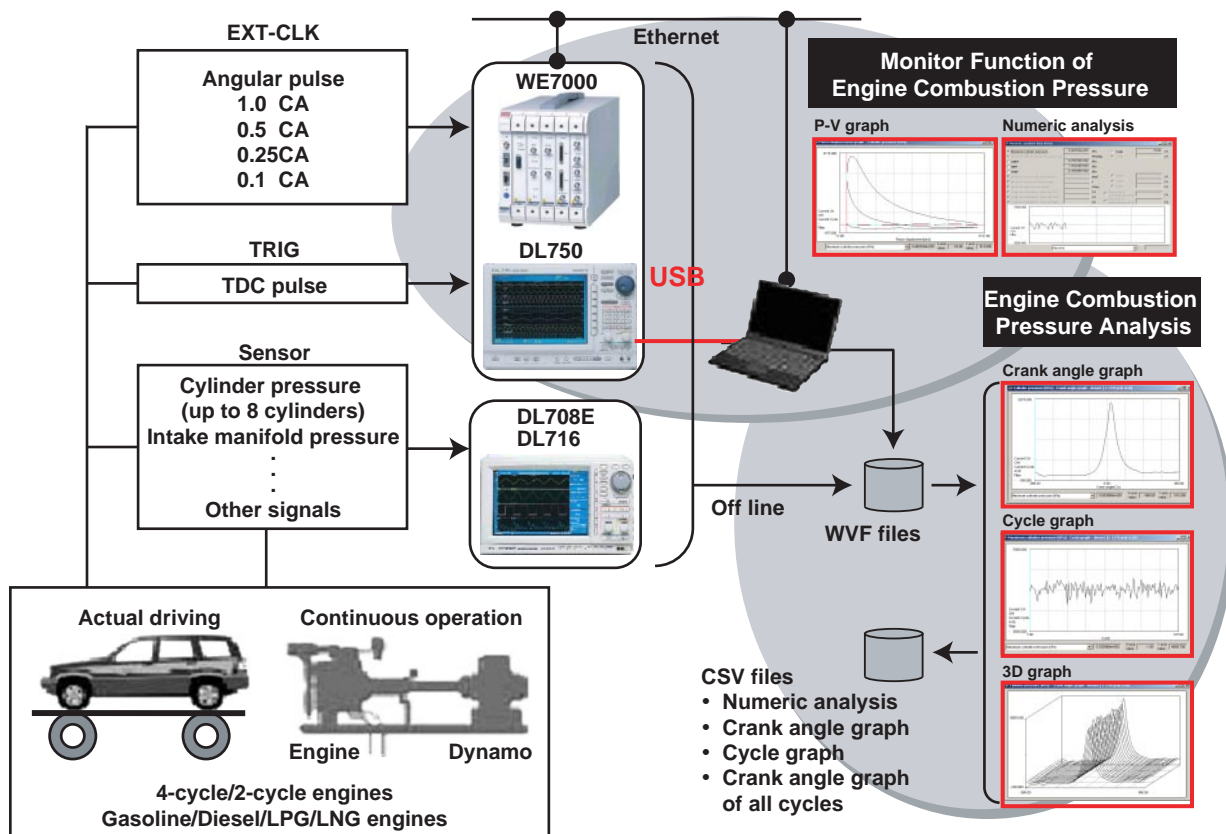 EXT-CLK
Angular pulse
1.0 CA
0.5 CA
0.25CA
0.1 CA
TRIG
TDC pulse
Sensor
Cylinder pressure
(up to 8 cylinders)
Intake manifold pressure
.
.
.
Other signals
Ethernet
WE7000
DL750
USB
DL708E
DL716
Off line
WVF files
Monitor Function of
Engine Combustion Pressure
P-V graph
Numeric analysis
Engine Combustion
Pressure Analysis
Crank angle graph
Cycle graph
3D graph
CSV files
• Numeric analysis
• Crank angle graph
• Cycle graph
• Crank angle graph
of all cycles
Actual driving
Continuous operation
Engine
Dynamo
4-cycle/2-cycle engines
Gasoline/Diesel/LPG/LNG engines